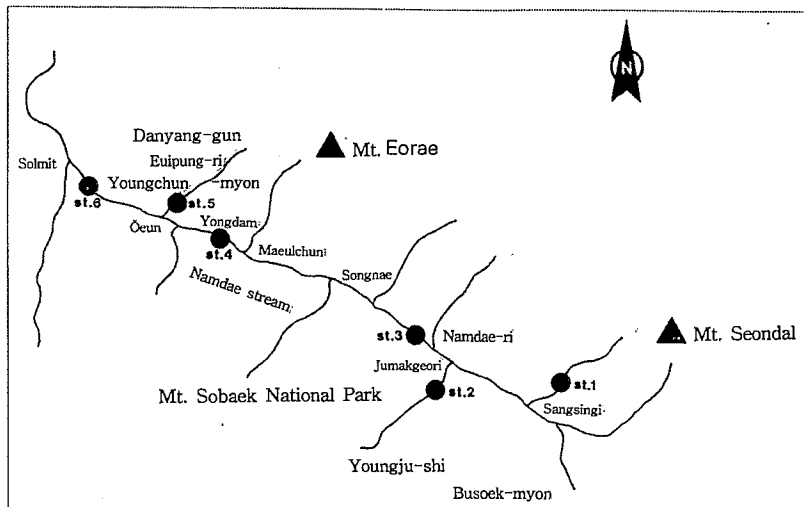 N
Danyang-gun
Mt. Eorae
Euipung-ri
Solmit
Youngchun -myon
st.6
st.5
Öeun
Yongdam
st.4
Maeulchun
Namdae stream
Songnae
st.3
Namdae-ri
Mt. Seondal
Jumakgeori
st.1
Mt. Sobaek National Park
st.2
Sangsingi
Youngju-shi
Busoek-myon